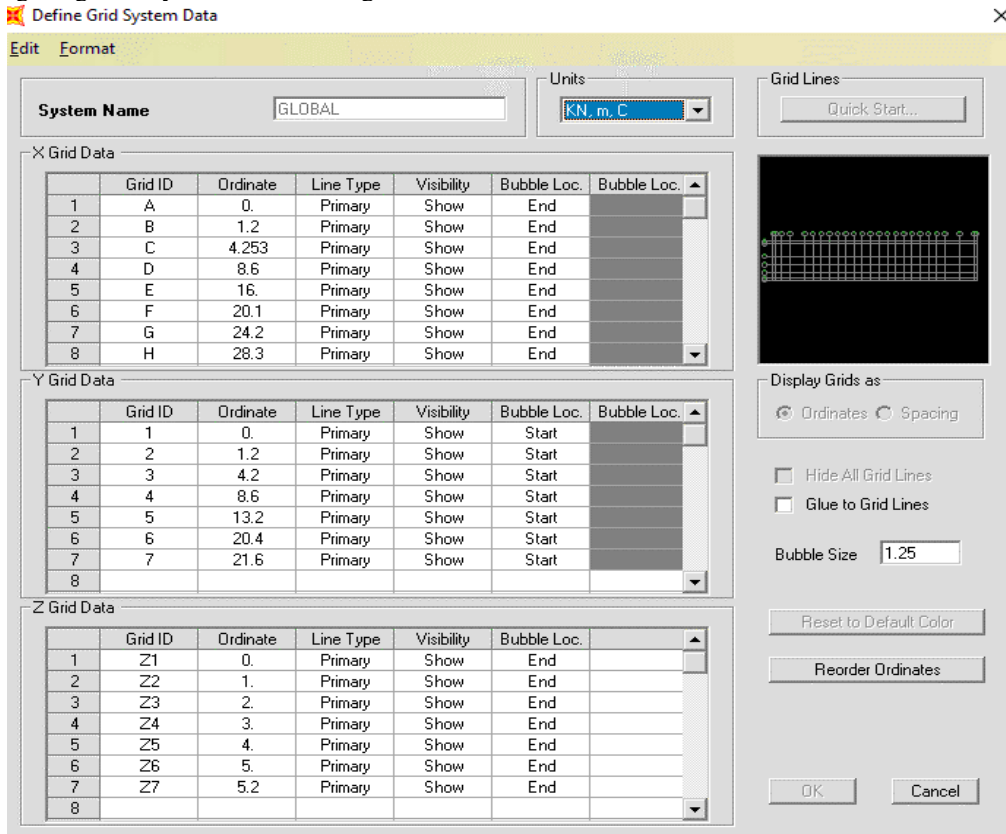 Define Grid System Data
Edit Format
System Name GLOBAL
Units
KN, m, C
Grid Lines
Quick Start...
X Grid Data
Grid ID Ordinate Line Type Visibility Bubble Loc. Bubble Loc.
1 A 0. Primary Show End
2 B 1.2 Primary Show End
3 C 4.253 Primary Show End
4 D 8.6 Primary Show End
5 E 16. Primary Show End
6 F 20.1 Primary Show End
7 G 24.2 Primary Show End
8 H 28.3 Primary Show End
Y Grid Data
Grid ID Ordinate Line Type Visibility Bubble Loc. Bubble Loc.
1 1 0. Primary Show Start
2 2 1.2 Primary Show Start
3 3 4.2 Primary Show Start
4 4 8.6 Primary Show Start
5 5 13.2 Primary Show Start
6 6 20.4 Primary Show Start
7 7 21.6 Primary Show Start
8
Z Grid Data
Grid ID Ordinate Line Type Visibility Bubble Loc.
1 Z1 0. Primary Show End
2 Z2 1. Primary Show End
3 Z3 2. Primary Show End
4 Z4 3. Primary Show End
5 Z5 4. Primary Show End
6 Z6 5. Primary Show End
7 Z7 5.2 Primary Show End
8
Display Grids as
Ordinates Spacing
Hide All Grid Lines
Glue to Grid Lines
Bubble Size 1.25
Reset to Default Color
Reorder Ordinates
OK Cancel